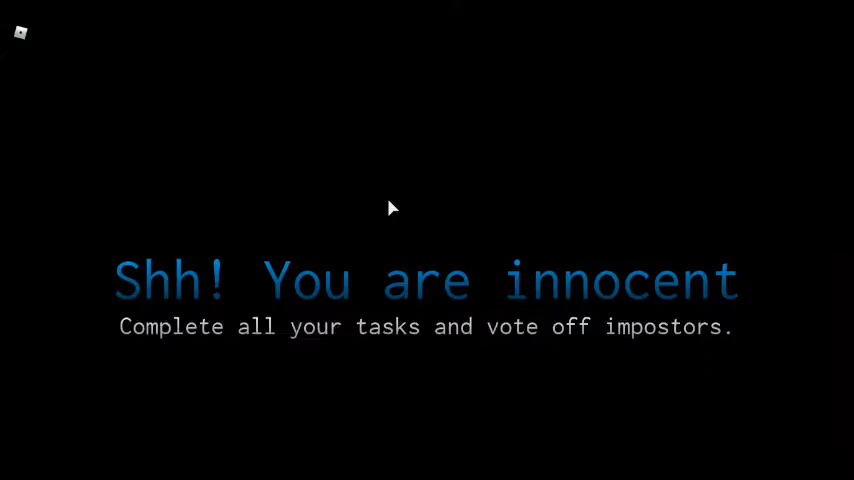 Shh! You are innocent
Complete all your tasks and vote off impostors.